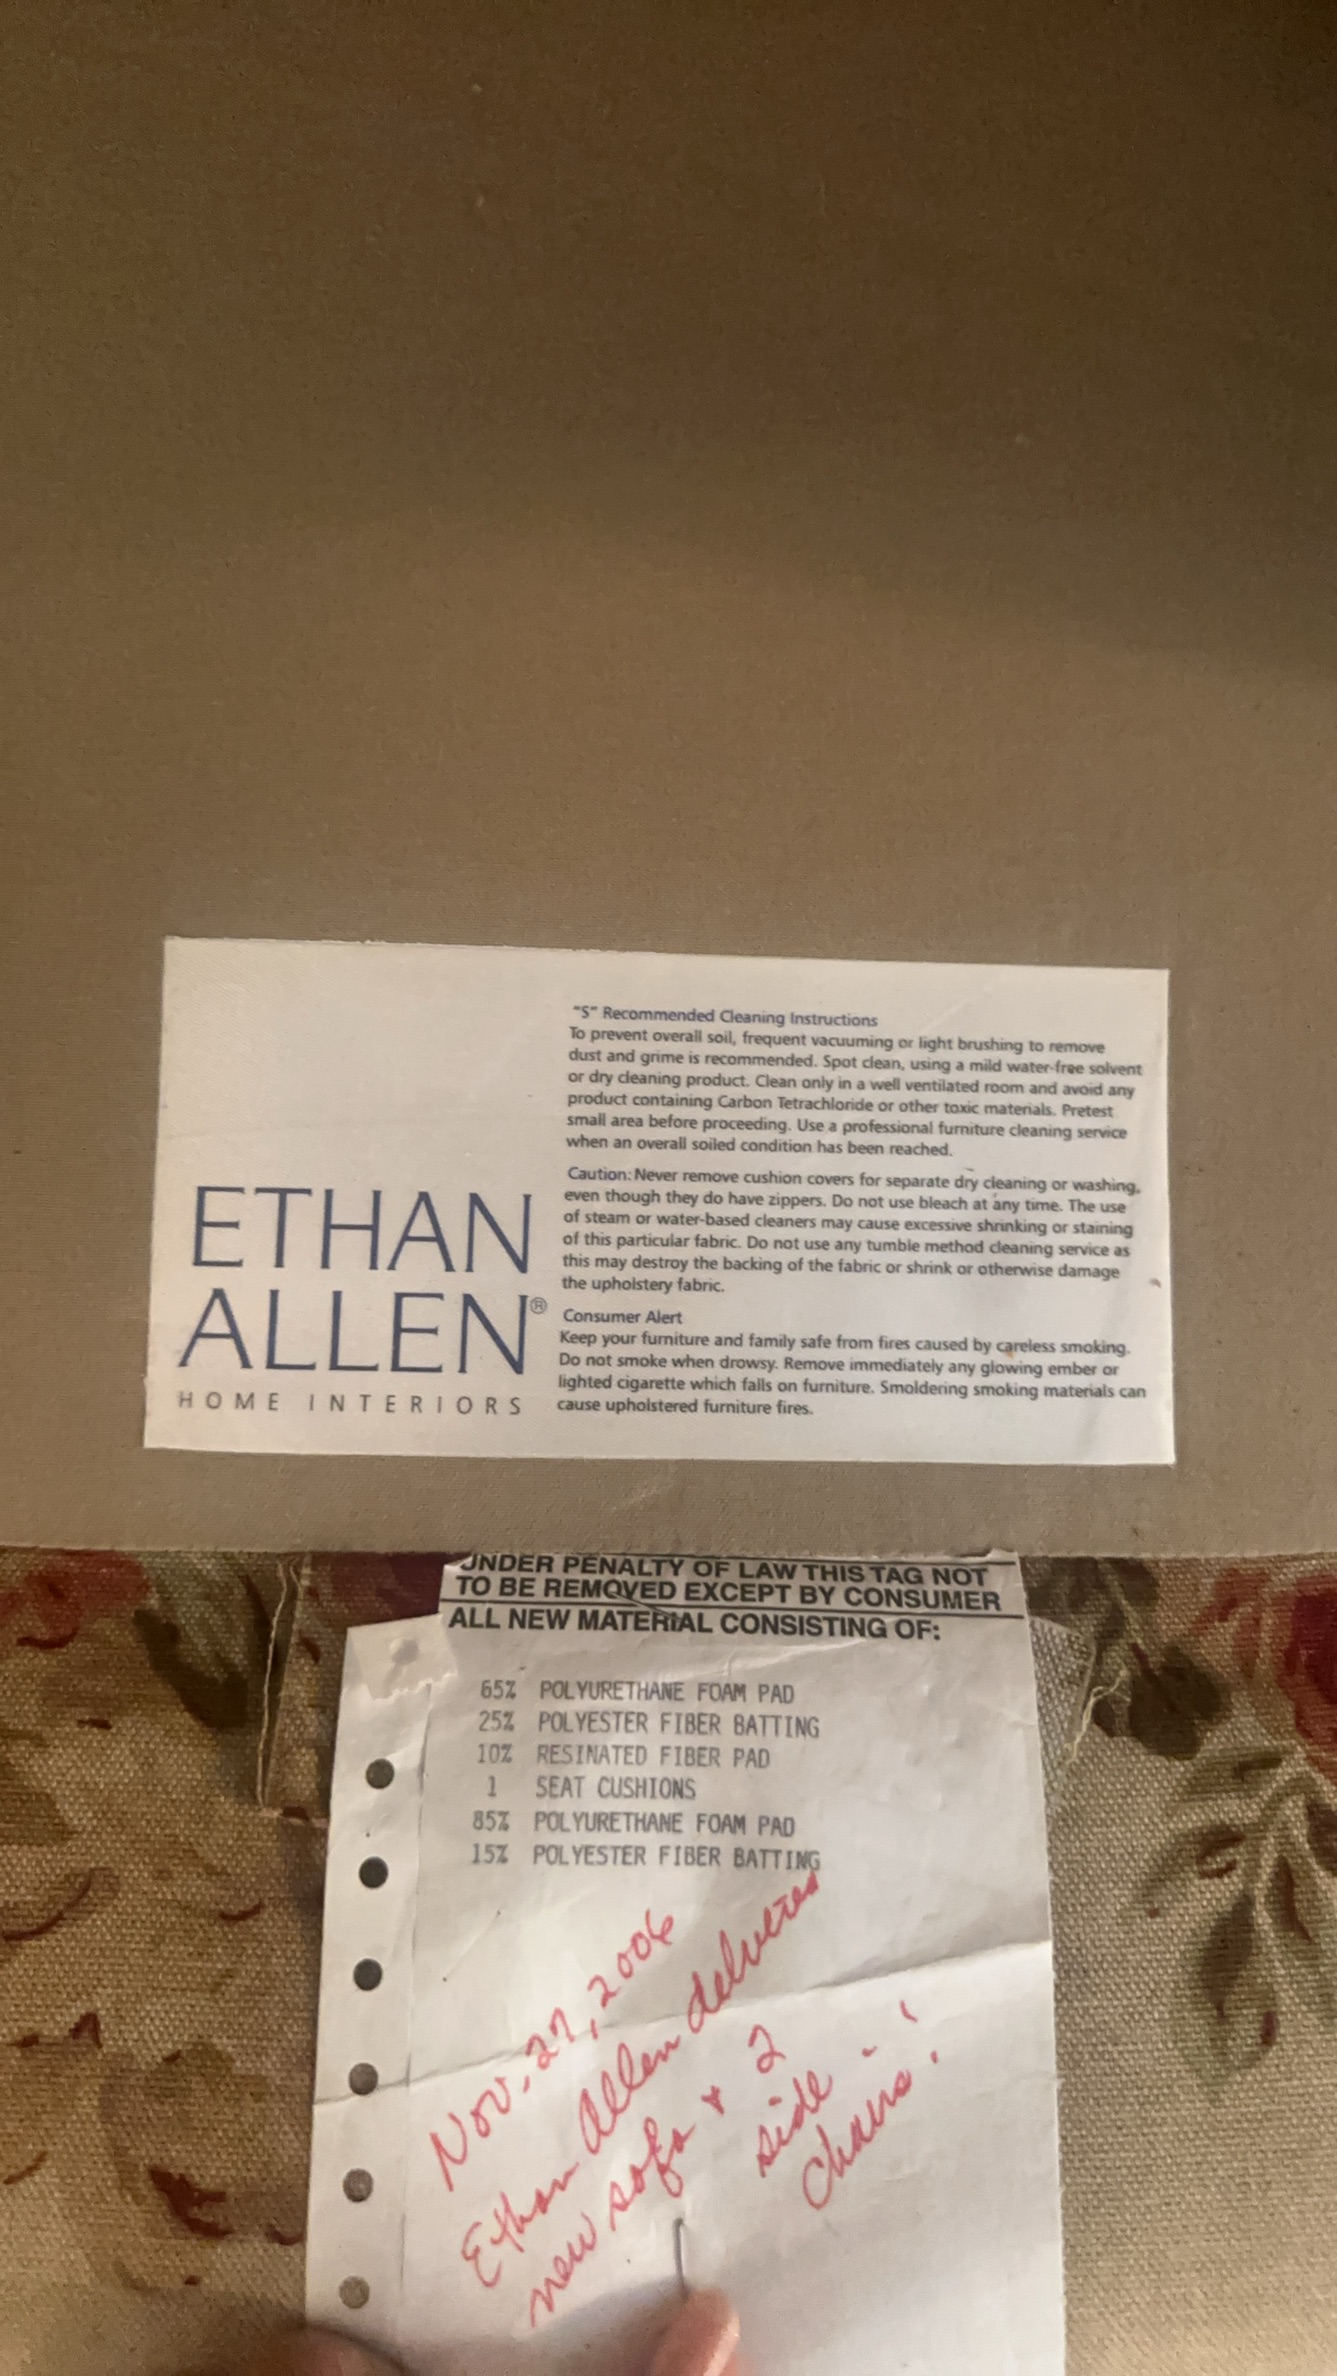 "S" Recommended Cleaning Instructions
To prevent overall soil, frequent vacuuming or light brushing to remove
dust and grime is recommended. Spot clean, using a mild water-free solvent
or dry cleaning product. Clean only in a well ventilated room and avoid any
product containing Carbon Tetrachloride or other toxic materials. Pretest
small area before proceeding. Use a professional furniture cleaning service
when an overall soiled condition has been reached.
Caution: Never remove cushion covers for separate dry cleaning or washing,
even though they do have zippers. Do not use bleach at any time. The use
of steam or water-based cleaners may cause excessive shrinking or staining
of this particular fabric. Do not use any tumble method cleaning service as
this may destroy the backing of the fabric or shrink or otherwise damage
the upholstery fabric.
Consumer Alert
Keep your furniture and family safe from fires caused by careless smoking.
Do not smoke when drowsy. Remove immediately any glowing ember or
lighted cigarette which falls on furniture. Smoldering smoking materials can
cause upholstered furniture fires.
ETHAN
ALLEN®
HOME INTERIORS
UNDER PENALTY OF LAW THIS TAG NOT
TO BE REMOVED EXCEPT BY CONSUMER
ALL NEW MATERIAL CONSISTING OF:
65% POLYURETHANE FOAM PAD
25% POLYESTER FIBER BATTING
10% RESINATED FIBER PAD
1 SEAT CUSHIONS
85% POLYURETHANE FOAM PAD
15% POLYESTER FIBER BATTING
Nov. 27, 2006
Ethan Allen delivered
new sofa + 2
side -
chairs!